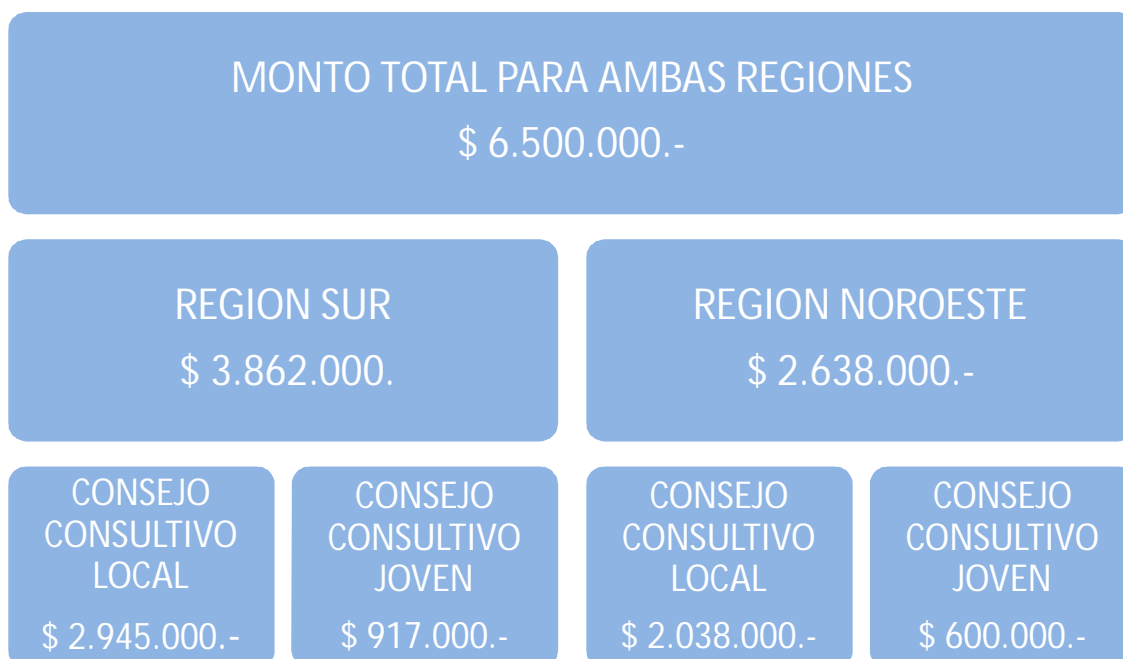 MONTO TOTAL PARA AMBAS REGIONES
$ 6.500.000.-
REGION SUR
$ 3.862.000.
REGION NOROESTE
$ 2.638.000.-
CONSEJO
CONSULTIVO
LOCAL
$ 2.945.000.-
CONSEJO
CONSULTIVO
JOVEN
$ 917.000.-
CONSEJO
CONSULTIVO
LOCAL
$ 2.038.000.-
CONSEJO
CONSULTIVO
JOVEN
$ 600.000.-